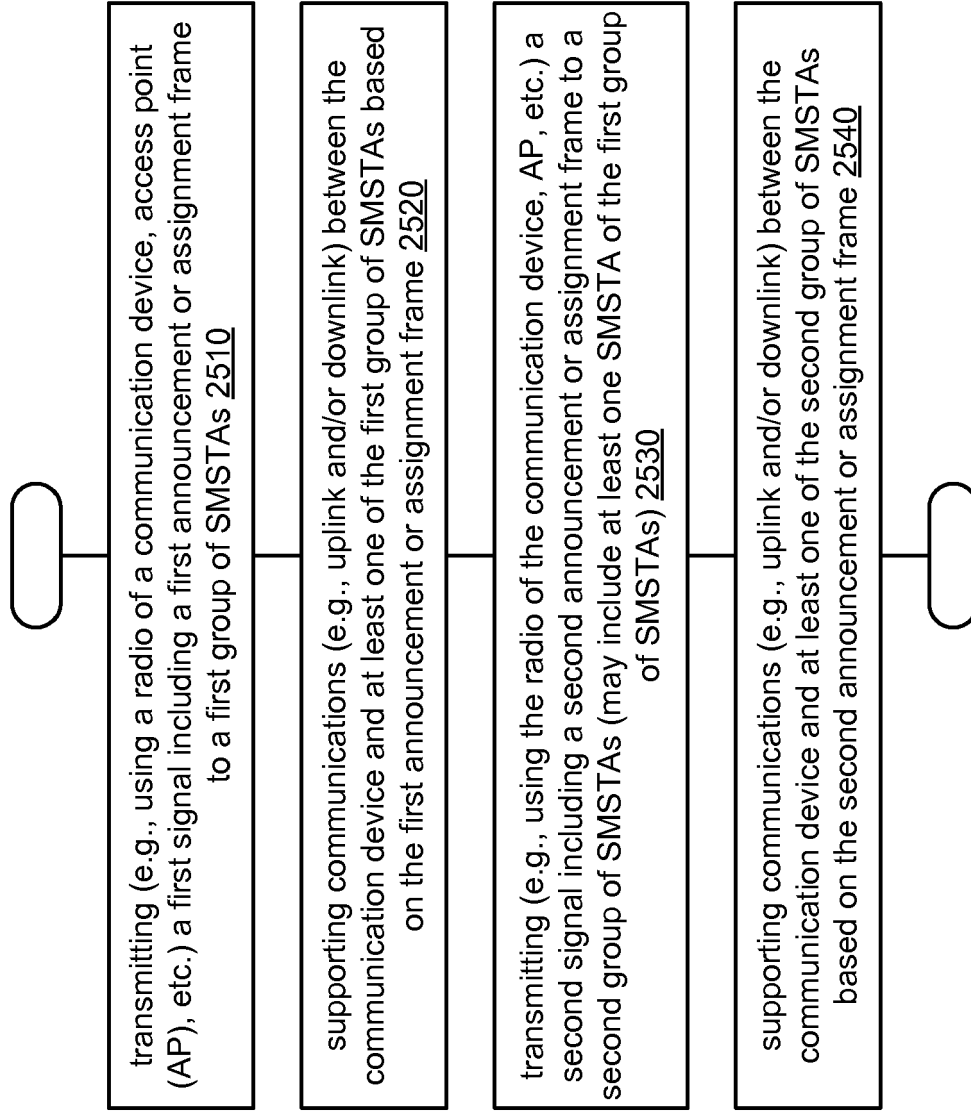 transmitting (e.g., using a radio of a communication device, access point
(AP), etc.) a first signal including a first announcement or assignment frame
to a first group of SMSTAs 2510
supporting communications (e.g., uplink and/or downlink) between the
communication device and at least one of the first group of SMSTAs based
on the first announcement or assignment frame 2520
transmitting (e.g., using the radio of the communication device, AP, etc.) a
second signal including a second announcement or assignment frame to a
second group of SMSTAs (may include at least one SMSTA of the first group
of SMSTAs) 2530
supporting communications (e.g., uplink and/or downlink) between the
communication device and at least one of the second group of SMSTAs
based on the second announcement or assignment frame 2540